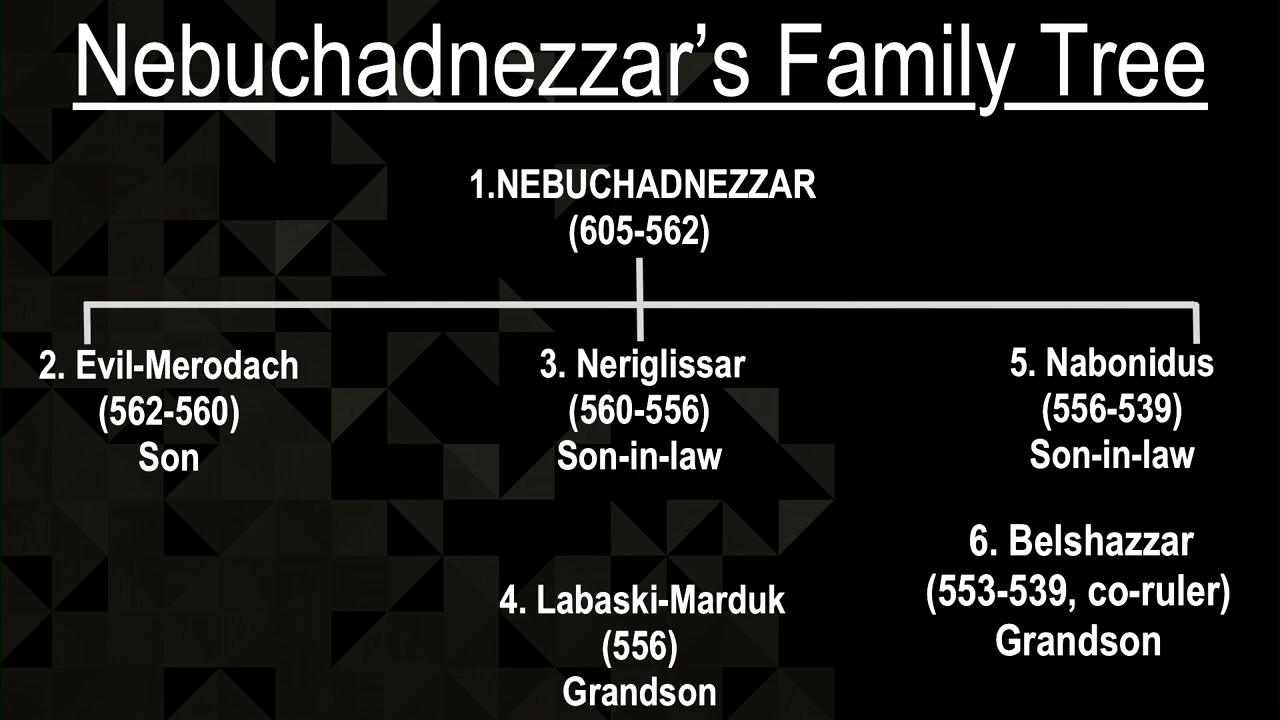 Nebuchadnezzar’s Family Tree
1.NEBUCHADNEZZAR
(605-562)
2. Evil-Merodach
(562-560)
Son
3. Neriglissar
(560-556)
Son-in-law
5. Nabonidus
(556-539)
Son-in-law
4. Labaski-Marduk
(556)
Grandson
6. Belshazzar
(553-539, co-ruler)
Grandson